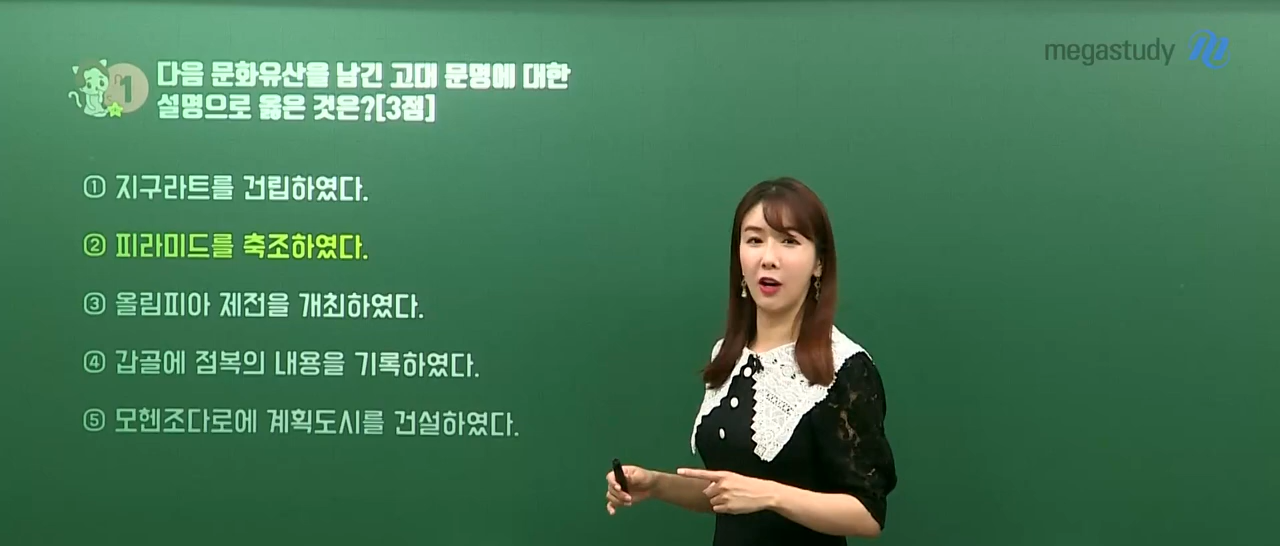 megastudy M
1 다음 문화유산을 남긴 고대 문명에 대한
설명으로 옳은 것은?[3점]
① 지구라트를 건립하였다.
② 피라미드를 축조하였다.
③ 올림피아 제전을 개최하였다.
④ 갑골에 점복의 내용을 기록하였다.
⑤ 모헨조다로에 계획도시를 건설하였다.